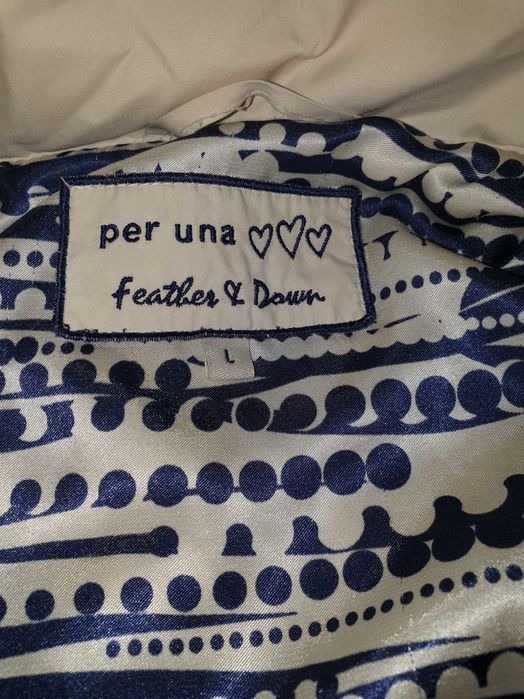 per una
Feather & Down
L